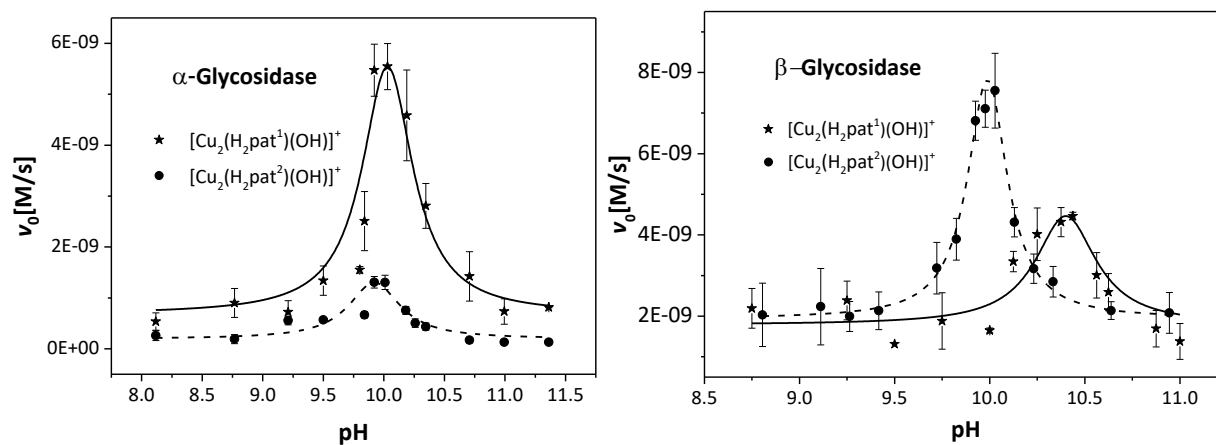 α-Glycosidase
[Cu₂(H₂pat¹)(OH)]⁺
[Cu₂(H₂pat²)(OH)]⁺
v₀[M/s]
6E-09
4E-09
2E-09
0E+00
8.0 8.5 9.0 9.5 10.0 10.5 11.0 11.5
pH
β–Glycosidase
[Cu₂(H₂pat¹)(OH)]⁺
[Cu₂(H₂pat²)(OH)]⁺
v₀[M/s]
8E-09
6E-09
4E-09
2E-09
8.5 9.0 9.5 10.0 10.5 11.0
pH